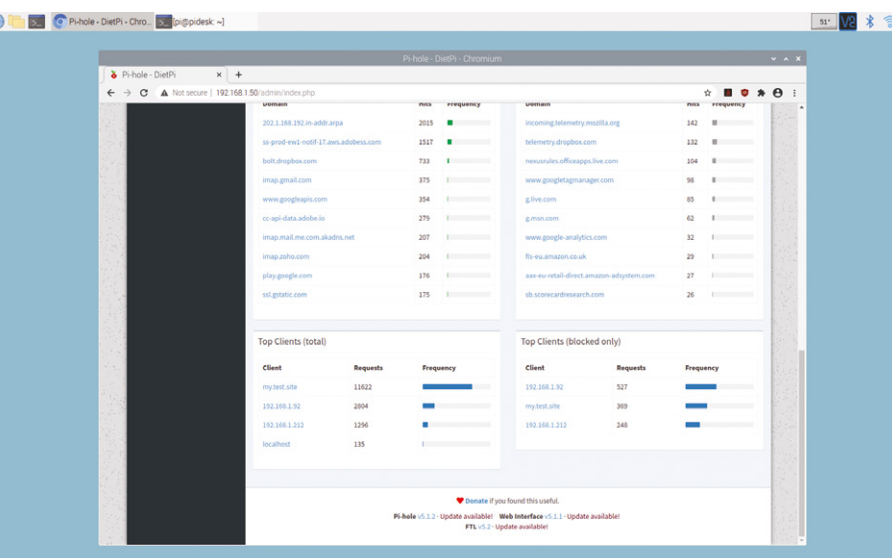 Pi-hole - DietPi - Chro...
[pi@pidesk: ~]
51°
V2
Pi-hole - DietPi - Chromium
Pi-hole - DietPi
Not secure | 192.168.1.50/admin/index.php
Domain Hits Frequency
202.1.168.192.in-addr.arpa 2015
ss-prod-ew1-notif-17.aws.adobess.com 1517
bolt.dropbox.com 733
imap.gmail.com 375
www.googleapis.com 354
cc-api-data.adobe.io 279
imap.mail.me.com.akadns.net 207
imap.zoho.com 204
play.google.com 176
ssl.gstatic.com 175
Domain Hits Frequency
incoming.telemetry.mozilla.org 142
telemetry.dropbox.com 132
nexusrules.officeapps.live.com 104
www.googletagmanager.com 98
g.live.com 85
g.msn.com 62
www.google-analytics.com 32
fls-eu.amazon.co.uk 29
aax-eu-retail-direct.amazon-adsystem.com 27
sb.scorecardresearch.com 26
Top Clients (total)
Client Requests Frequency
my.test.site 11622
192.168.1.92 2804
192.168.1.212 1296
localhost 135
Top Clients (blocked only)
Client Requests Frequency
192.168.1.92 527
my.test.site 369
192.168.1.212 248
Donate if you found this useful.
Pi-hole v5.1.2 · Update available! Web Interface v5.1.1 · Update available!
FTL v5.2 · Update available!